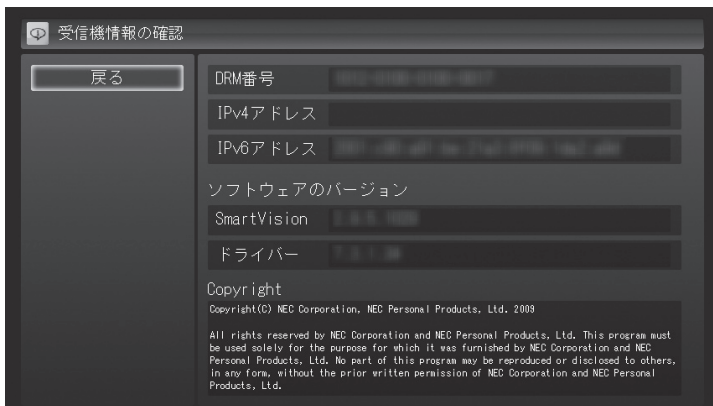 受信機情報の確認
戻る
DRM番号
IPv4アドレス
IPv6アドレス
ソフトウェアのバージョン
SmartVision
ドライバー
Copyright
Copyright(C) NEC Corporation, NEC Personal Products, Ltd. 2009
All rights reserved by NEC Corporation and NEC Personal Products, Ltd. This program must
be used solely for the purpose for which it was furnished by NEC Corporation and NEC
Personal Products, Ltd. No part of this program may be reproduced or disclosed to others,
in any form, without the prior written permission of NEC Corporation and NEC Personal
Products, Ltd.